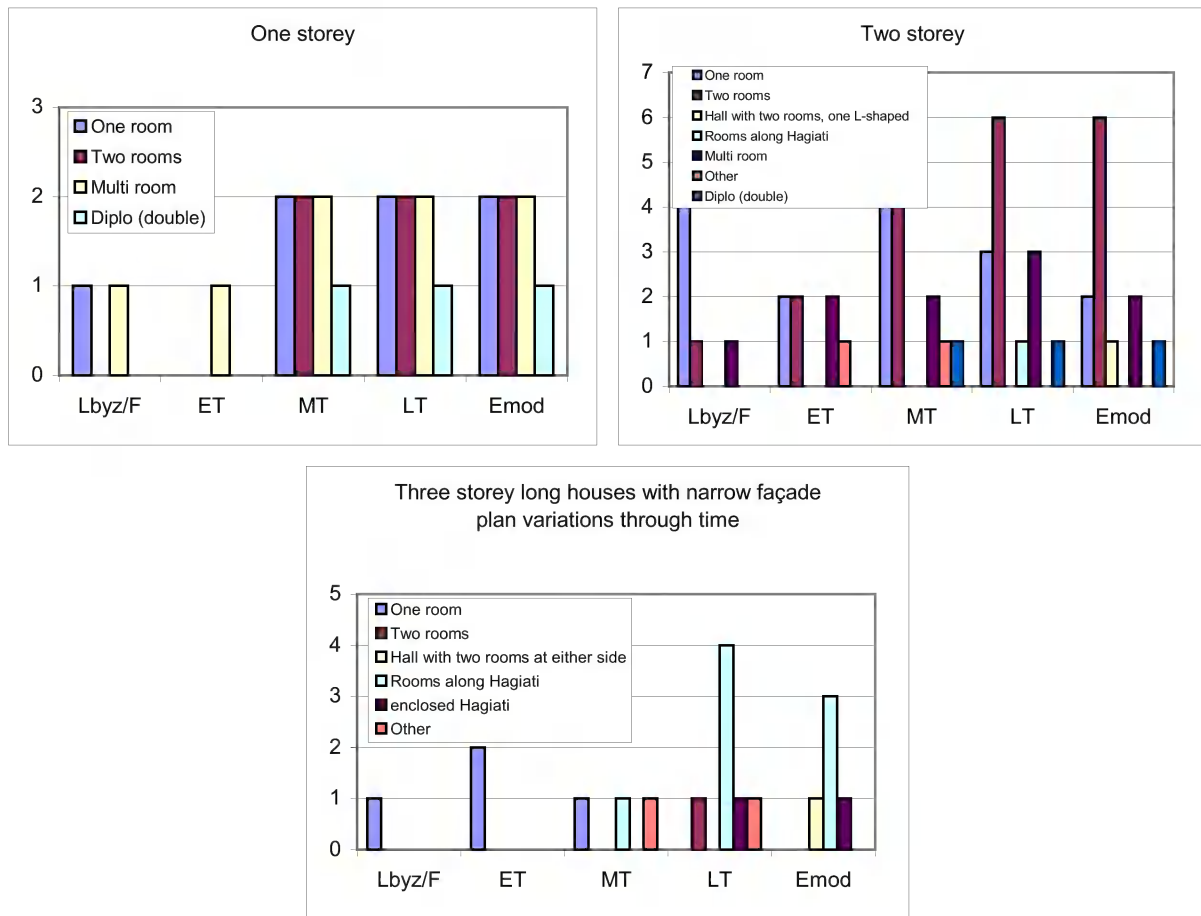 One storey
3
2
1
0
One room
Two rooms
Multi room
Diplo (double)
Lbyz/F ET MT LT Emod
Two storey
7
6
5
4
3
2
1
0
One room
Two rooms
Hall with two rooms, one L-shaped
Rooms along Hagiati
Multi room
Other
Diplo (double)
Lbyz/F ET MT LT Emod
Three storey long houses with narrow façade
plan variations through time
5
4
3
2
1
0
One room
Two rooms
Hall with two rooms at either side
Rooms along Hagiati
enclosed Hagiati
Other
Lbyz/F ET MT LT Emod